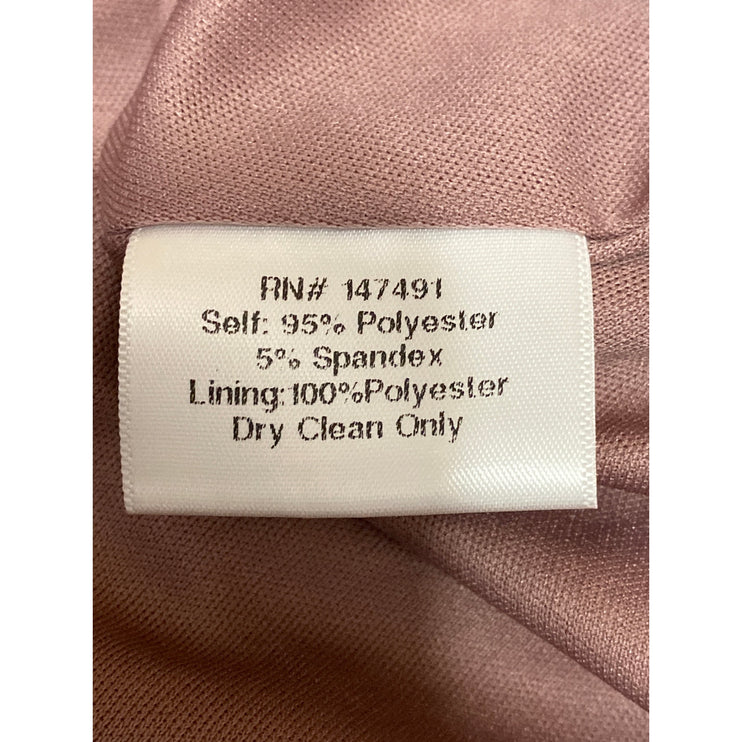 RN# 147491
Self: 95% Polyester
5% Spandex
Lining:100%Polyester
Dry Clean Only